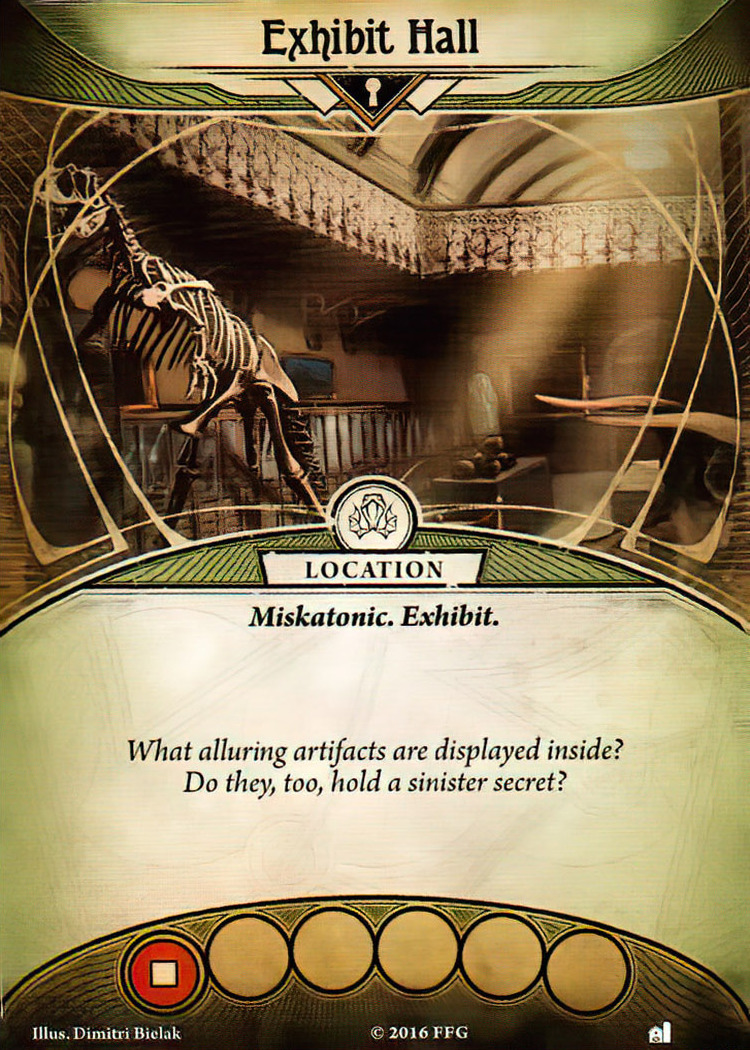 Exhibit Hall
LOCATION
Miskatonic. Exhibit.
What alluring artifacts are displayed inside?
Do they, too, hold a sinister secret?
Illus. Dimitri Bielak
© 2016 FFG